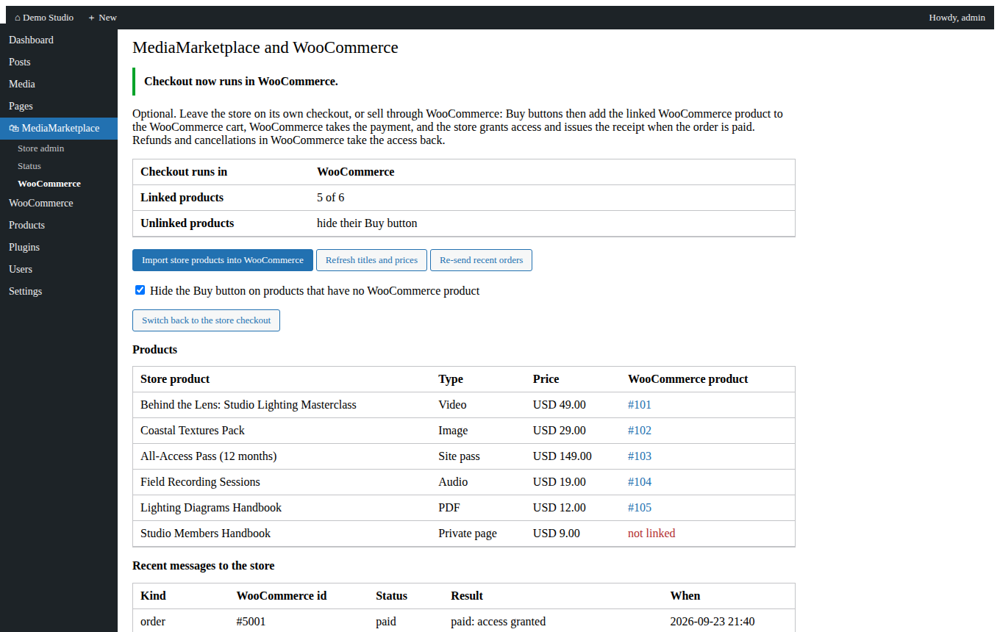 ⌂ Demo Studio + New Howdy, admin
Dashboard
Posts
Media
Pages
MediaMarketplace
Store admin
Status
WooCommerce
WooCommerce
Products
Plugins
Users
Settings
MediaMarketplace and WooCommerce
Checkout now runs in WooCommerce.
Optional. Leave the store on its own checkout, or sell through WooCommerce: Buy buttons then add the linked WooCommerce product to
the WooCommerce cart, WooCommerce takes the payment, and the store grants access and issues the receipt when the order is paid.
Refunds and cancellations in WooCommerce take the access back.
Checkout runs in WooCommerce
Linked products 5 of 6
Unlinked products hide their Buy button
Import store products into WooCommerce Refresh titles and prices Re-send recent orders
Hide the Buy button on products that have no WooCommerce product
Switch back to the store checkout
Products
Store product Type Price WooCommerce product
Behind the Lens: Studio Lighting Masterclass Video USD 49.00 #101
Coastal Textures Pack Image USD 29.00 #102
All-Access Pass (12 months) Site pass USD 149.00 #103
Field Recording Sessions Audio USD 19.00 #104
Lighting Diagrams Handbook PDF USD 12.00 #105
Studio Members Handbook Private page USD 9.00 not linked
Recent messages to the store
Kind WooCommerce id Status Result When
order #5001 paid paid: access granted 2026-09-23 21:40